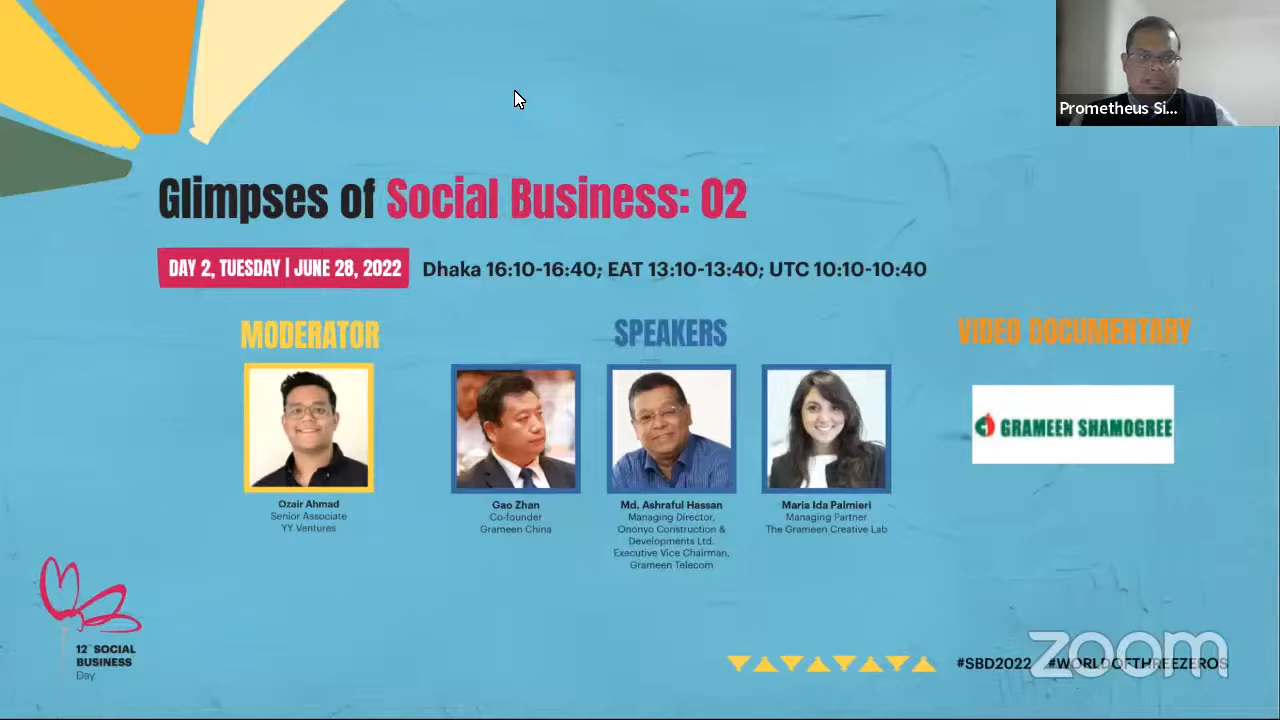 Prometheus Si...
Glimpses of Social Business: 02
DAY 2, TUESDAY | JUNE 28, 2022
Dhaka 16:10-16:40; EAT 13:10-13:40; UTC 10:10-10:40
MODERATOR
SPEAKERS
VIDEO DOCUMENTARY
GRAMEEN SHAMOGREE
Ozair Ahmad
Senior Associate
YY Ventures
Gao Zhan
Co-founder
Grameen China
Md. Ashraful Hassan
Managing Director,
Ononyo Construction &
Developments Ltd.
Executive Vice Chairman,
Grameen Telecom
Maria Ida Palmieri
Managing Partner
The Grameen Creative Lab
12 SOCIAL
BUSINESS
Day
#SBD2022 #WORLDOFTHREEZEROS
zoom